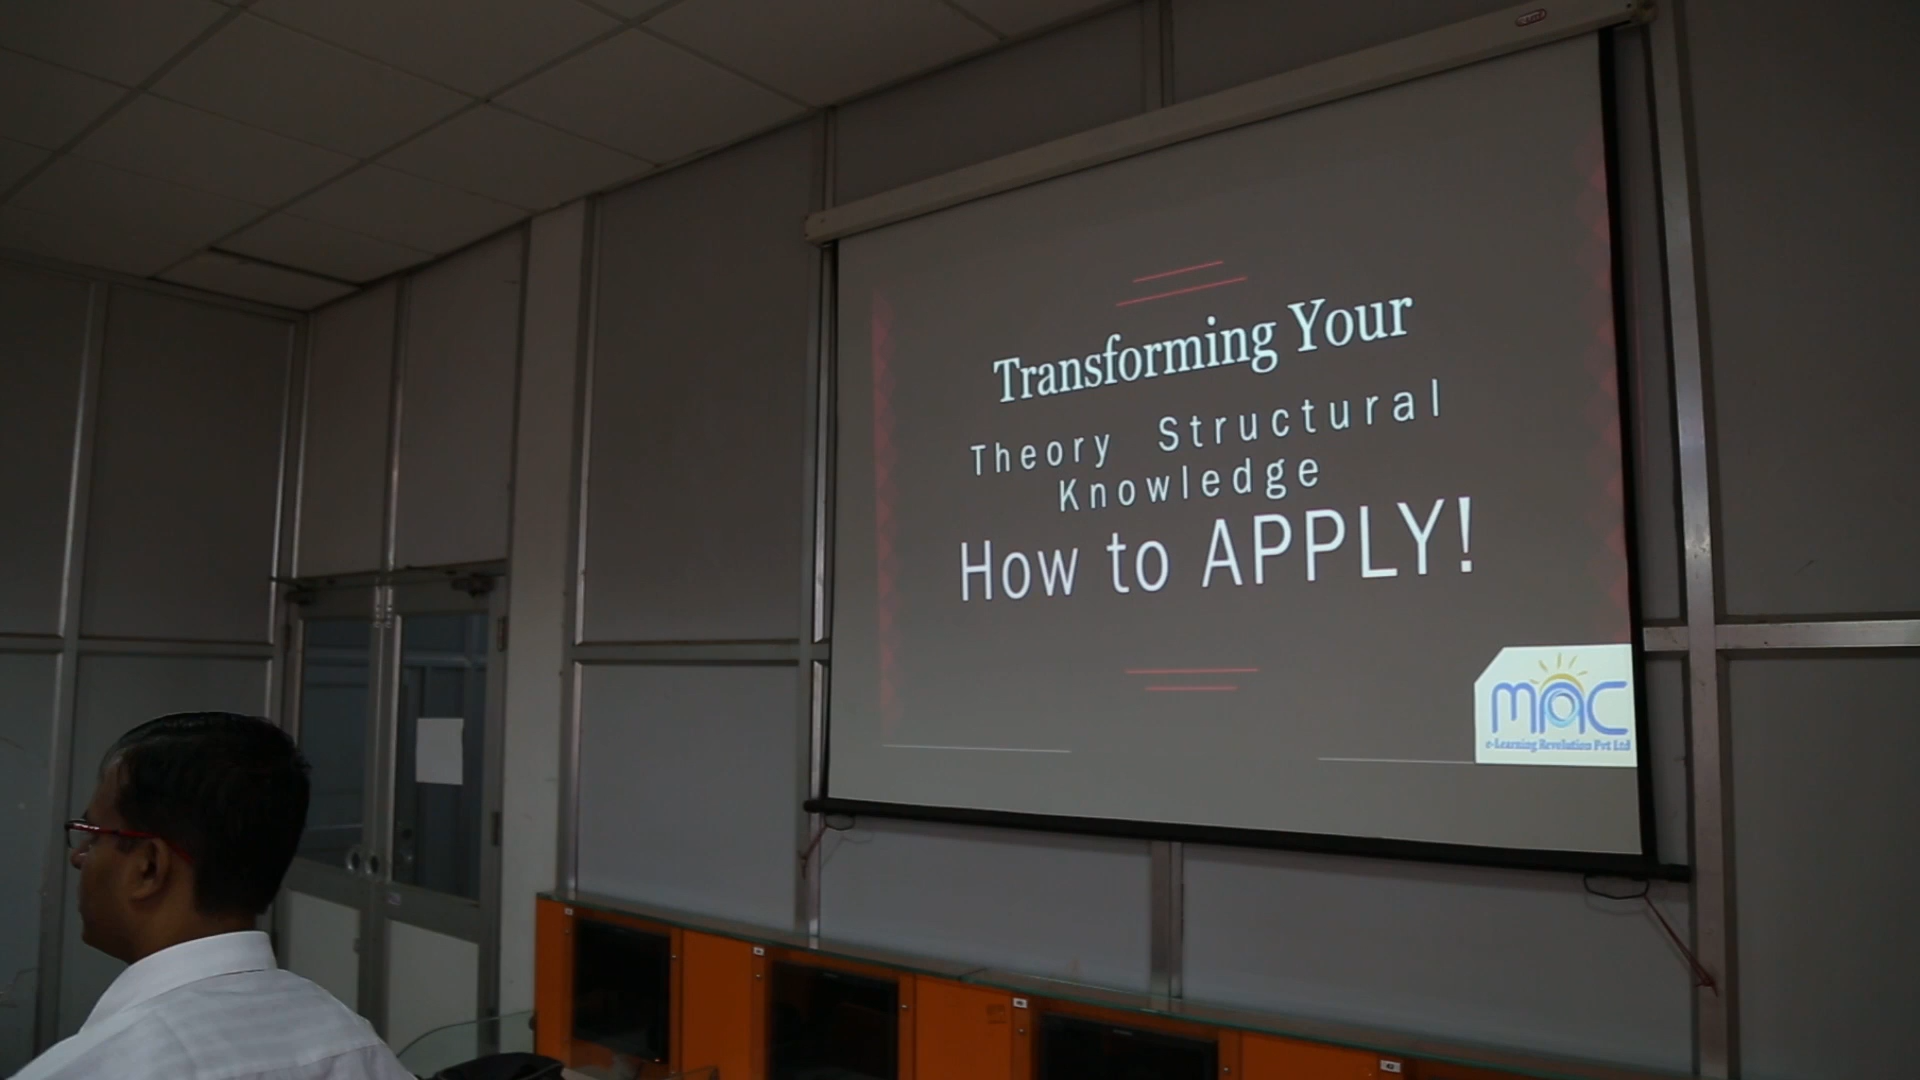 Transforming Your
Theory Structural
Knowledge
How to APPLY!
mac
e-Learning Revolution Pvt Ltd